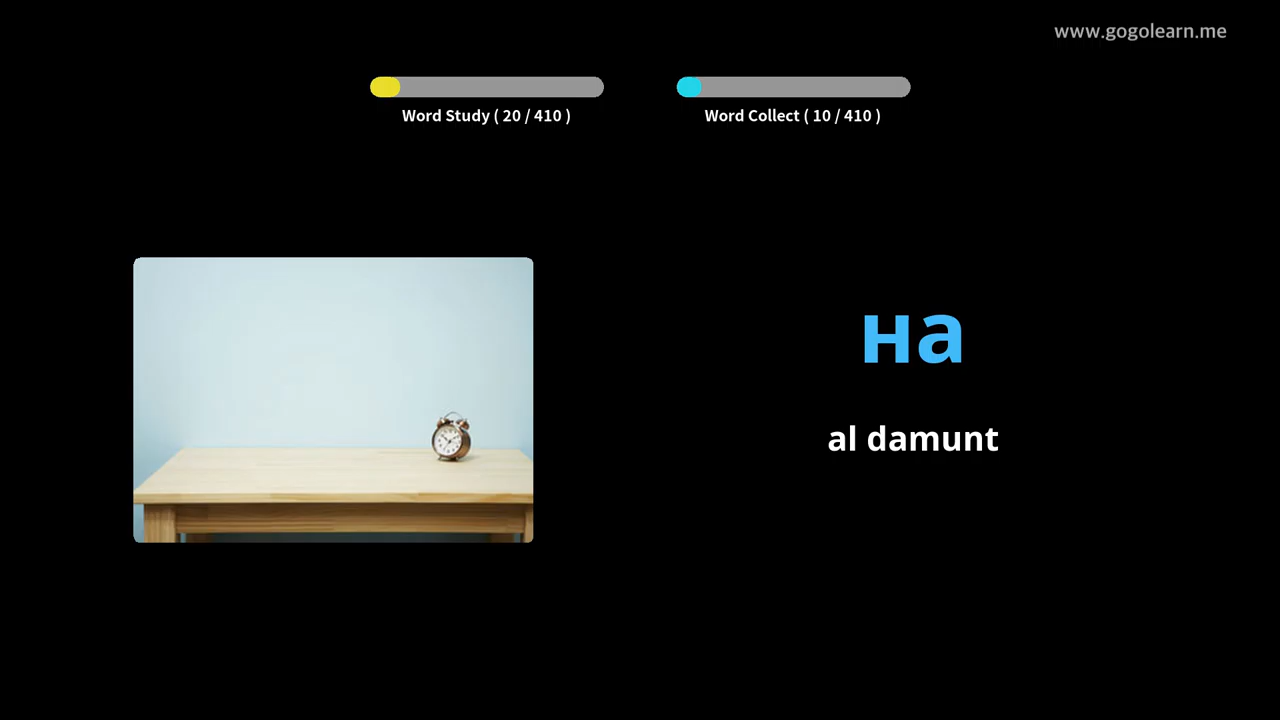 www.gogolearn.me
Word Study ( 20 / 410 )
Word Collect ( 10 / 410 )
на
al damunt